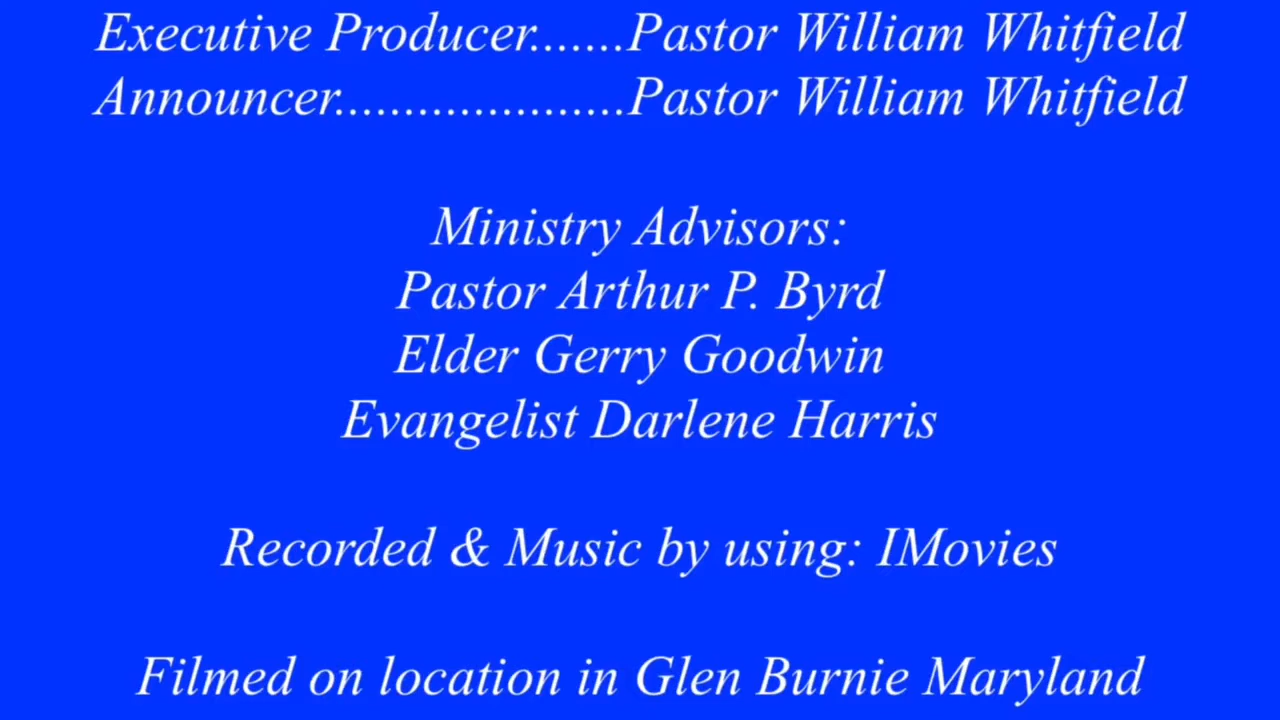 Executive Producer.......Pastor William Whitfield
Announcer.....................Pastor William Whitfield
Ministry Advisors:
Pastor Arthur P. Byrd
Elder Gerry Goodwin
Evangelist Darlene Harris
Recorded & Music by using: IMovies
Filmed on location in Glen Burnie Maryland